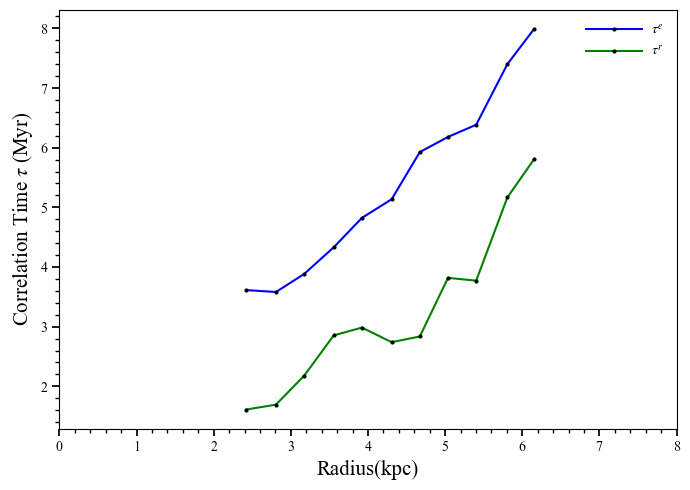 8
7
6
5
4
3
2
Correlation Time τ (Myr)
τᵉ
τʳ
0 1 2 3 4 5 6 7 8
Radius(kpc)